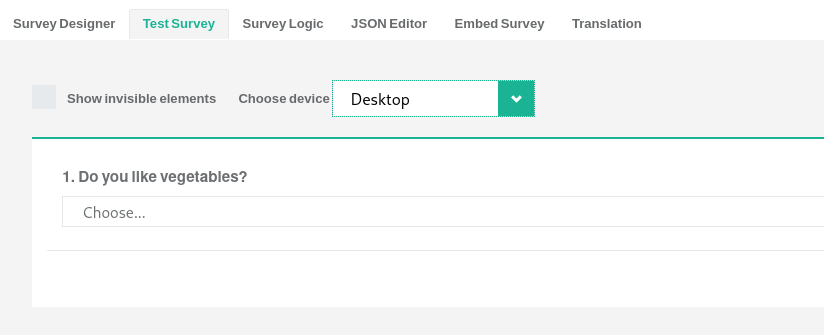 Survey Designer Test Survey Survey Logic JSON Editor Embed Survey Translation
Show invisible elements Choose device Desktop
1. Do you like vegetables?
Choose...